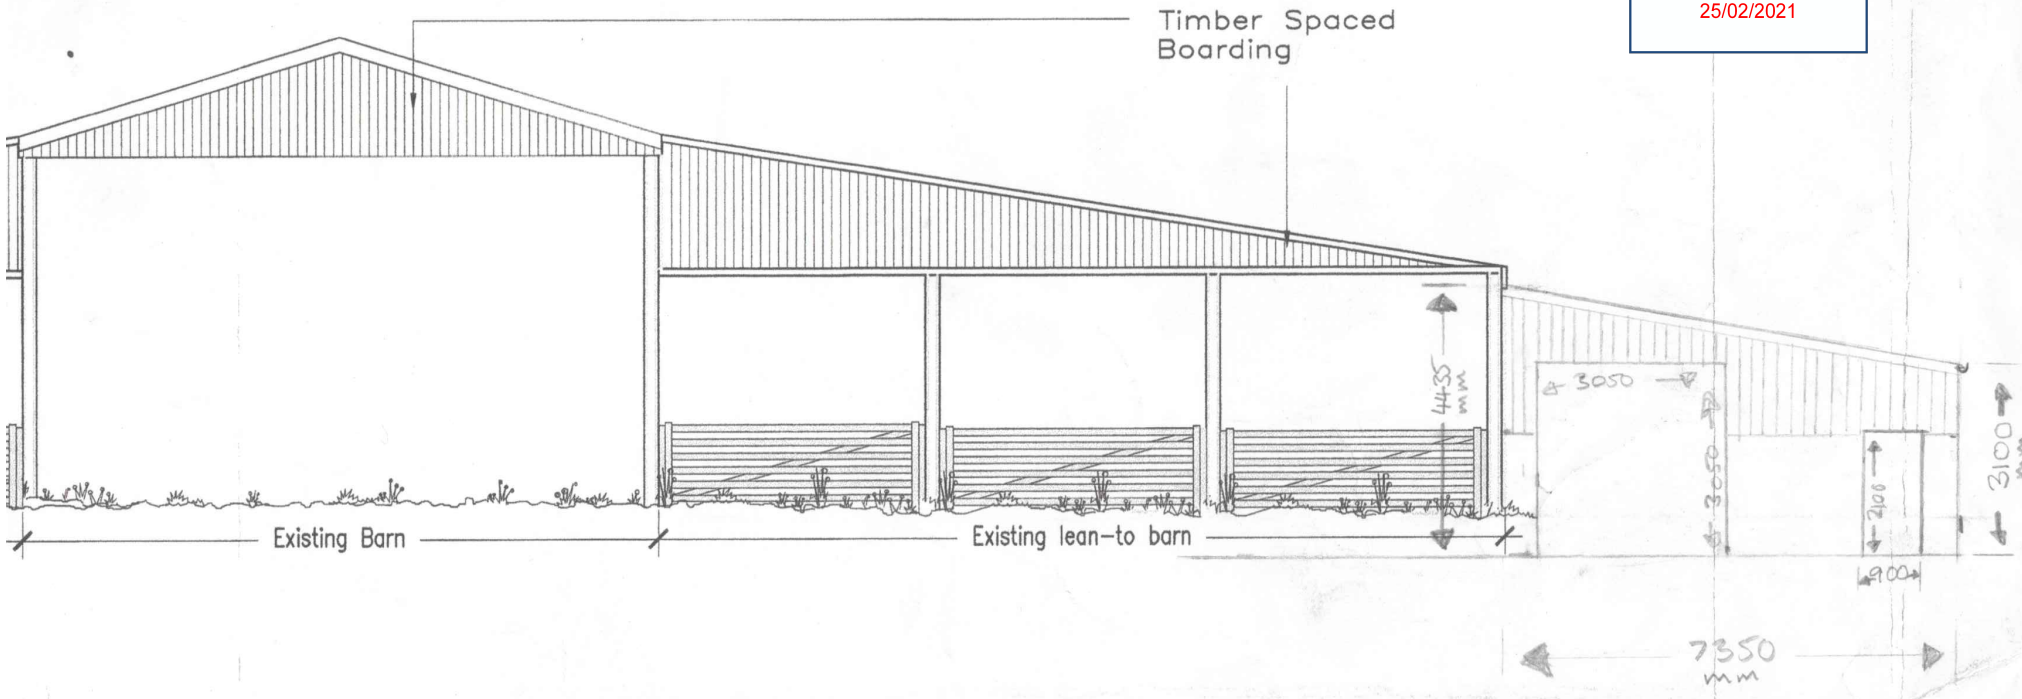 Timber Spaced
Boarding
25/02/2021
3050
4435
mm
3050
2100
3100
mm
Existing Barn
Existing lean-to barn
900
7350
mm